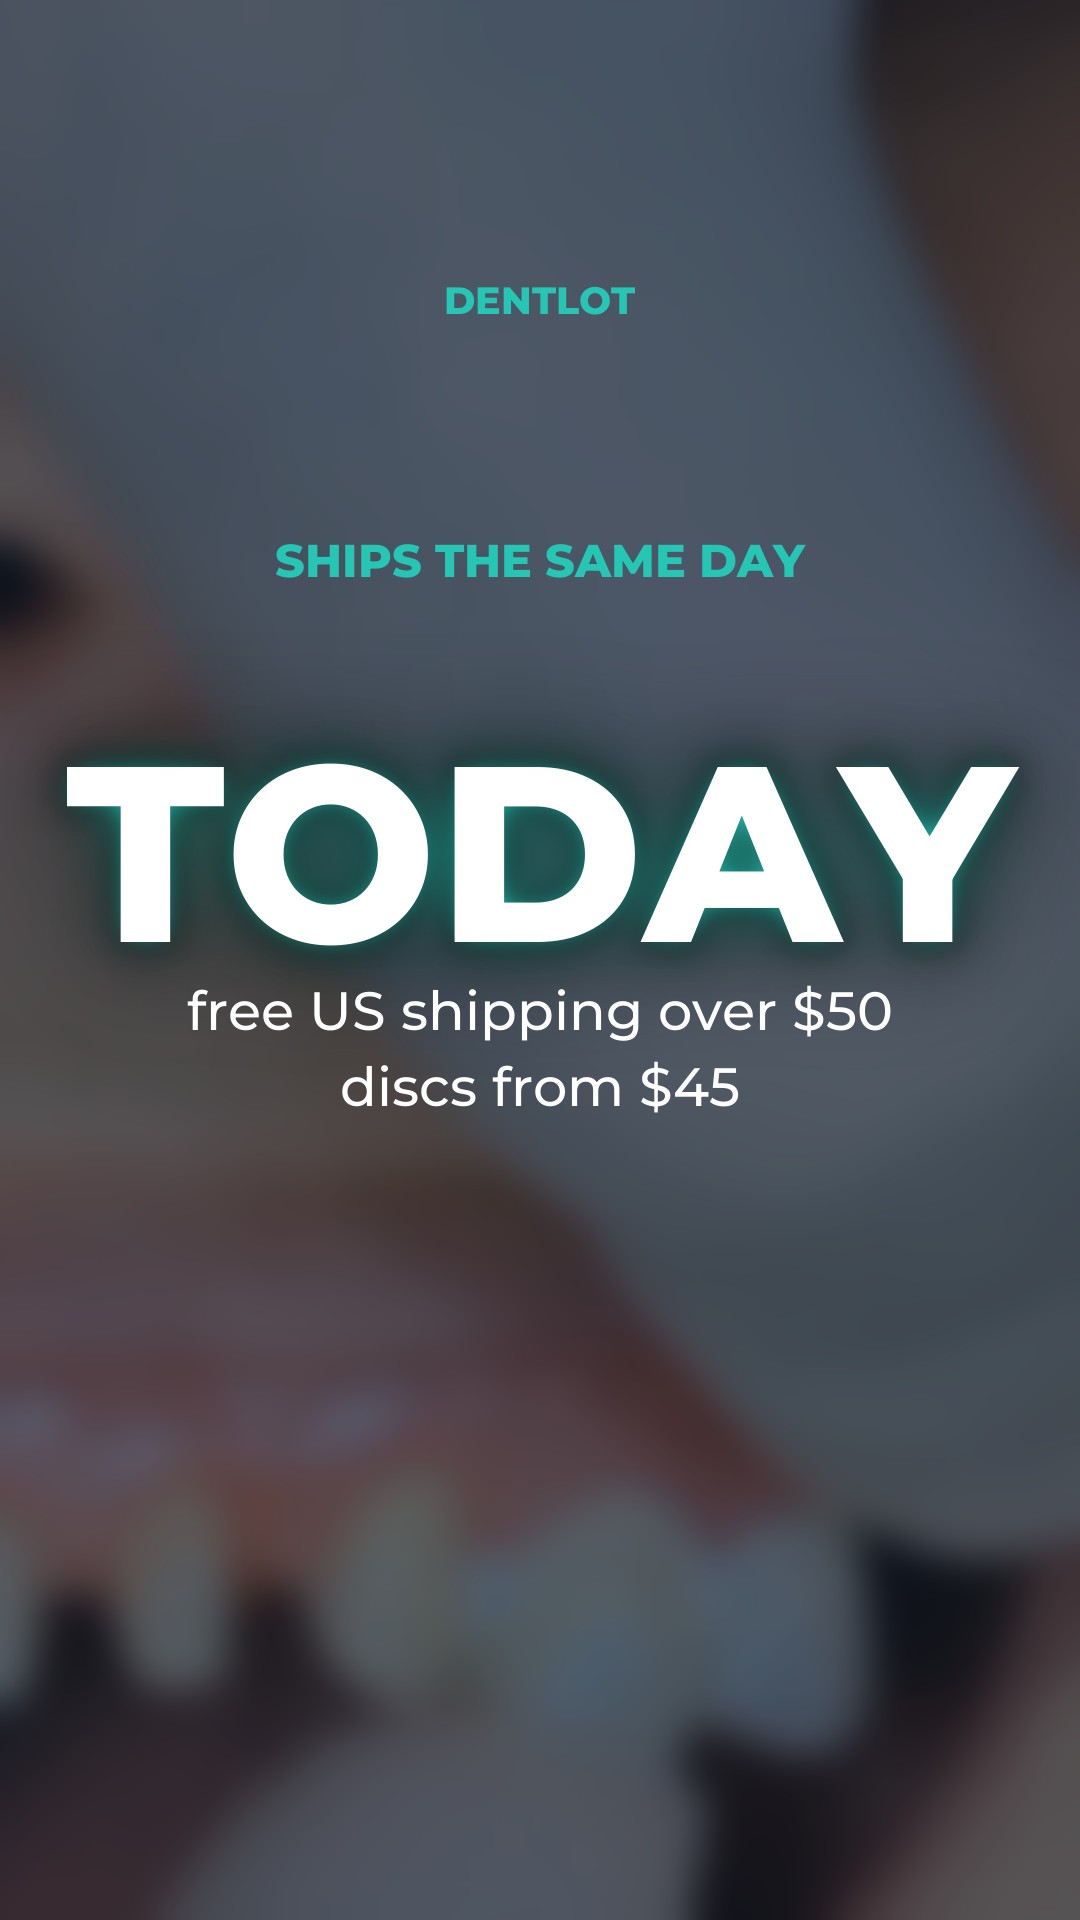 DENTLOT
SHIPS THE SAME DAY
TODAY
free US shipping over $50
discs from $45